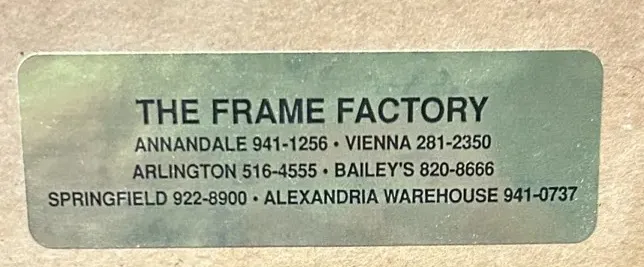 THE FRAME FACTORY
ANNANDALE 941-1256 • VIENNA 281-2350
ARLINGTON 516-4555 • BAILEY'S 820-8666
SPRINGFIELD 922-8900 • ALEXANDRIA WAREHOUSE 941-0737